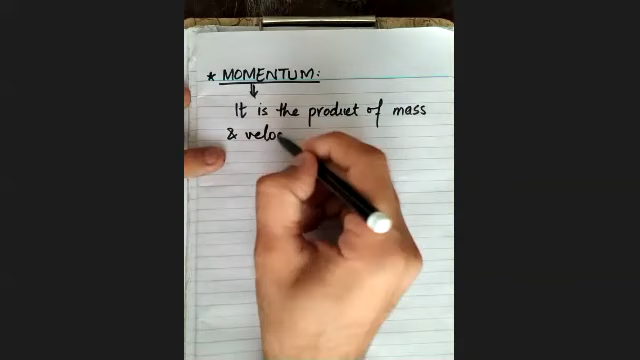 * MOMENTUM:
It is the product of mass
& veloc